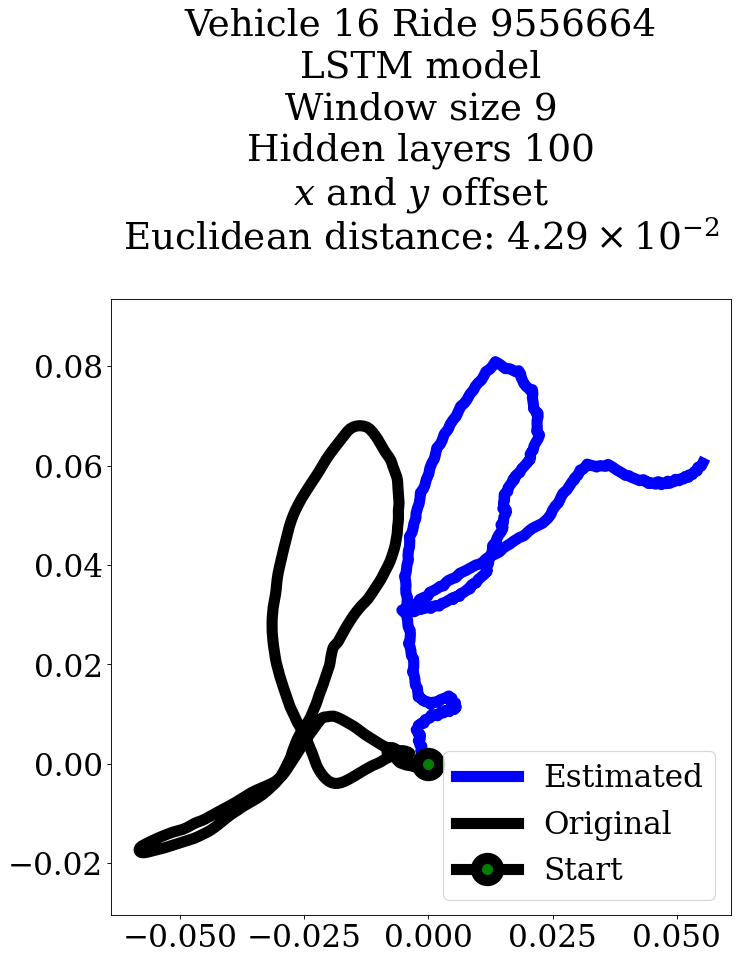 Vehicle 16 Ride 9556664
LSTM model
Window size 9
Hidden layers 100
x and y offset
Euclidean distance: 4.29 × 10⁻²
0.08
0.06
0.04
0.02
0.00
−0.02
Estimated
Original
Start
−0.050 −0.025 0.000 0.025 0.050